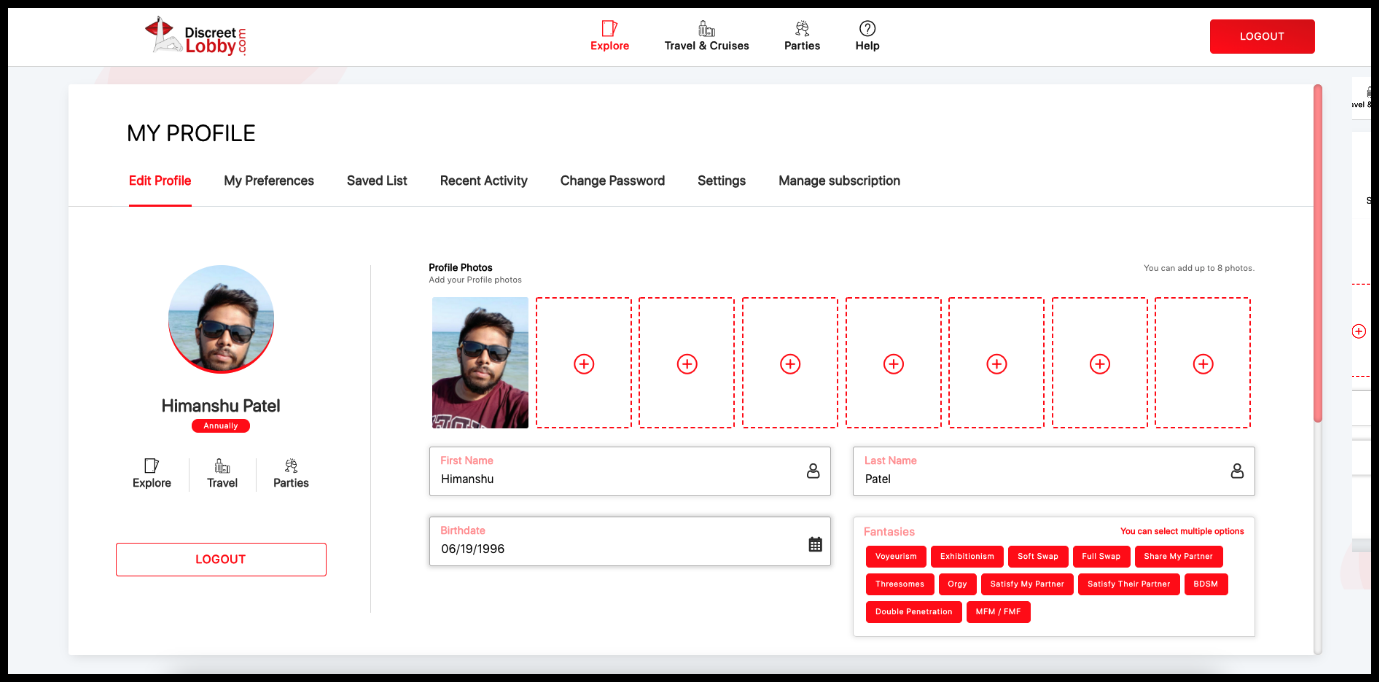 Discreet
Lobby.com
Explore
Travel & Cruises
Parties
Help
LOGOUT
MY PROFILE
Edit Profile
My Preferences
Saved List
Recent Activity
Change Password
Settings
Manage subscription
Himanshu Patel
Annually
Explore
Travel
Parties
LOGOUT
Profile Photos
Add your Profile photos
You can add up to 8 photos.
First Name
Himanshu
Last Name
Patel
Birthdate
06/19/1996
Fantasies
You can select multiple options
Voyeurism
Exhibitionism
Soft Swap
Full Swap
Share My Partner
Threesomes
Orgy
Satisfy My Partner
Satisfy Their Partner
BDSM
Double Penetration
MFM / FMF